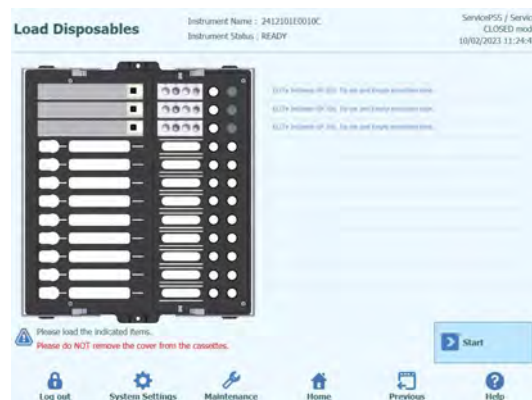 Load Disposables
Instrument Name : 2412101E0010C
Instrument Status : READY
ServicePSS / Servic
CLOSED mod
10/02/2023 11:24:4
Please load the indicated items.
Please do NOT remove the cover from the cassettes.
Start
Log out
System Settings
Maintenance
Home
Previous
Help